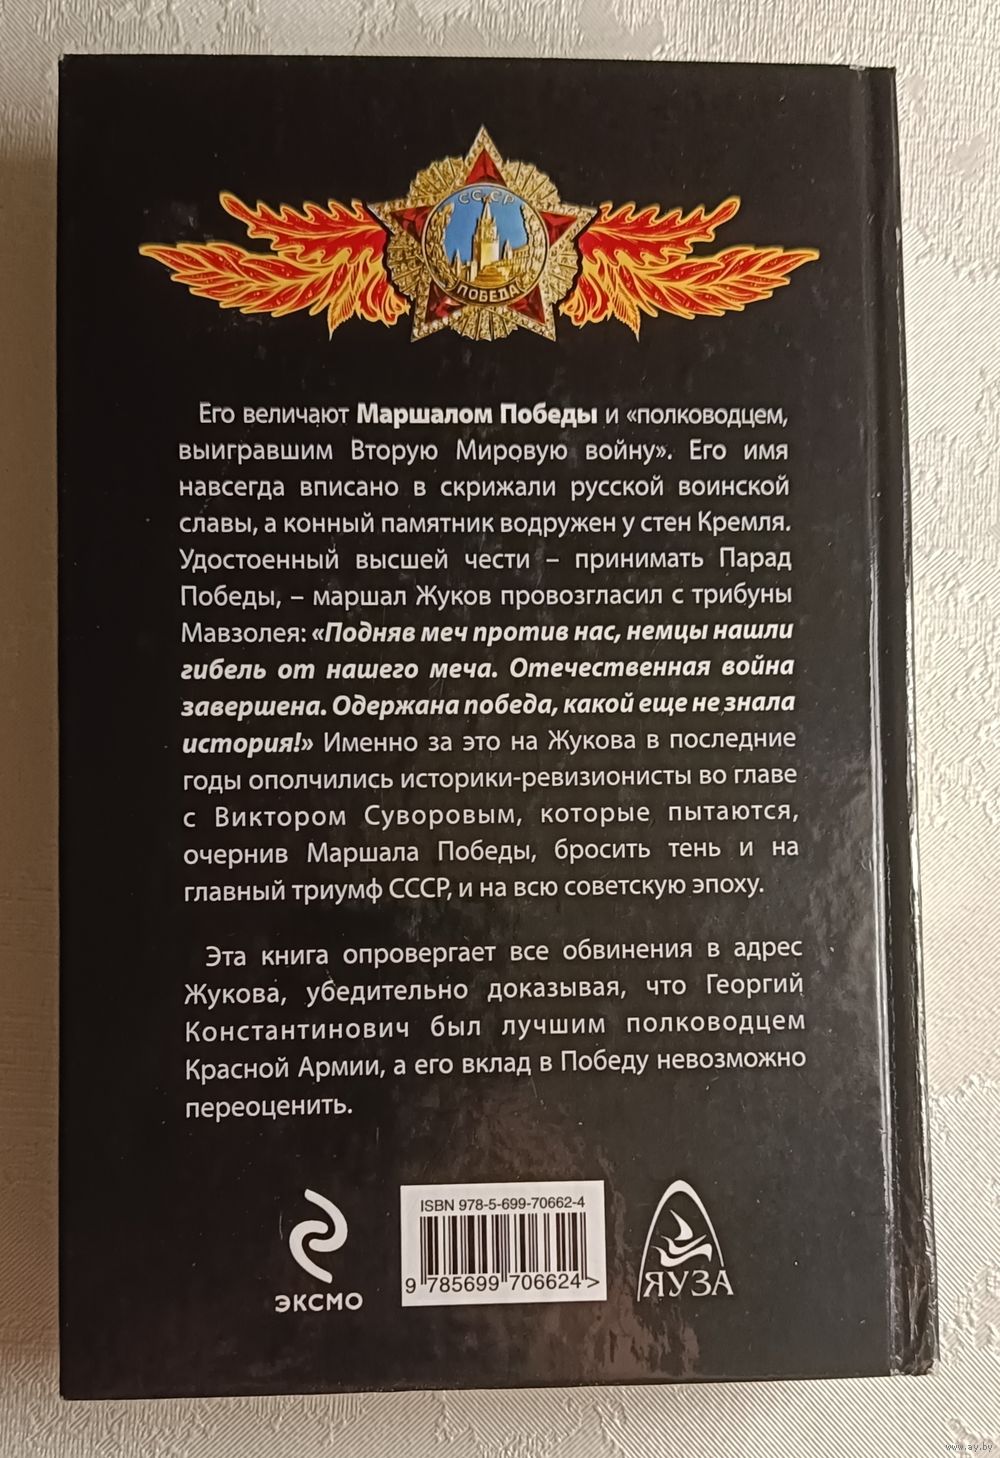 СССР
ПОБЕДА
Его величают Маршалом Победы и «полководцем,
выигравшим Вторую Мировую войну». Его имя
навсегда вписано в скрижали русской воинской
славы, а конный памятник водружен у стен Кремля.
Удостоенный высшей чести – принимать Парад
Победы, – маршал Жуков провозгласил с трибуны
Мавзолея: «Подняв меч против нас, немцы нашли
гибель от нашего меча. Отечественная война
завершена. Одержана победа, какой еще не знала
история!» Именно за это на Жукова в последние
годы ополчились историки-ревизионисты во главе
с Виктором Суворовым, которые пытаются,
очернив Маршала Победы, бросить тень и на
главный триумф СССР, и на всю советскую эпоху.
Эта книга опровергает все обвинения в адрес
Жукова, убедительно доказывая, что Георгий
Константинович был лучшим полководцем
Красной Армии, а его вклад в Победу невозможно
переоценить.
ISBN 978-5-699-70662-4
9 785699 706624 >
ЭКСМО
ЯУЗА
www.ay.by